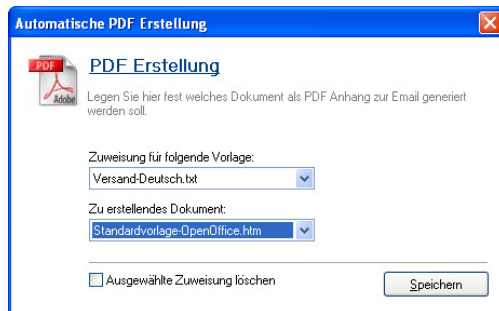 Automatische PDF Erstellung
PDF
Adobe
PDF Erstellung
Legen Sie hier fest welches Dokument als PDF Anhang zur Email generiert
werden soll.
Zuweisung für folgende Vorlage:
Versand-Deutsch.txt
Zu erstellendes Dokument:
Standardvorlage-OpenOffice.htm
Ausgewählte Zuweisung löschen
Speichern